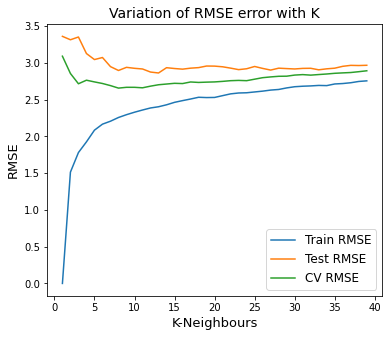 Variation of RMSE error with K
3.5
3.0
2.5
2.0
1.5
1.0
0.5
0.0
RMSE
0 5 10 15 20 25 30 35 40
K-Neighbours
Train RMSE
Test RMSE
CV RMSE